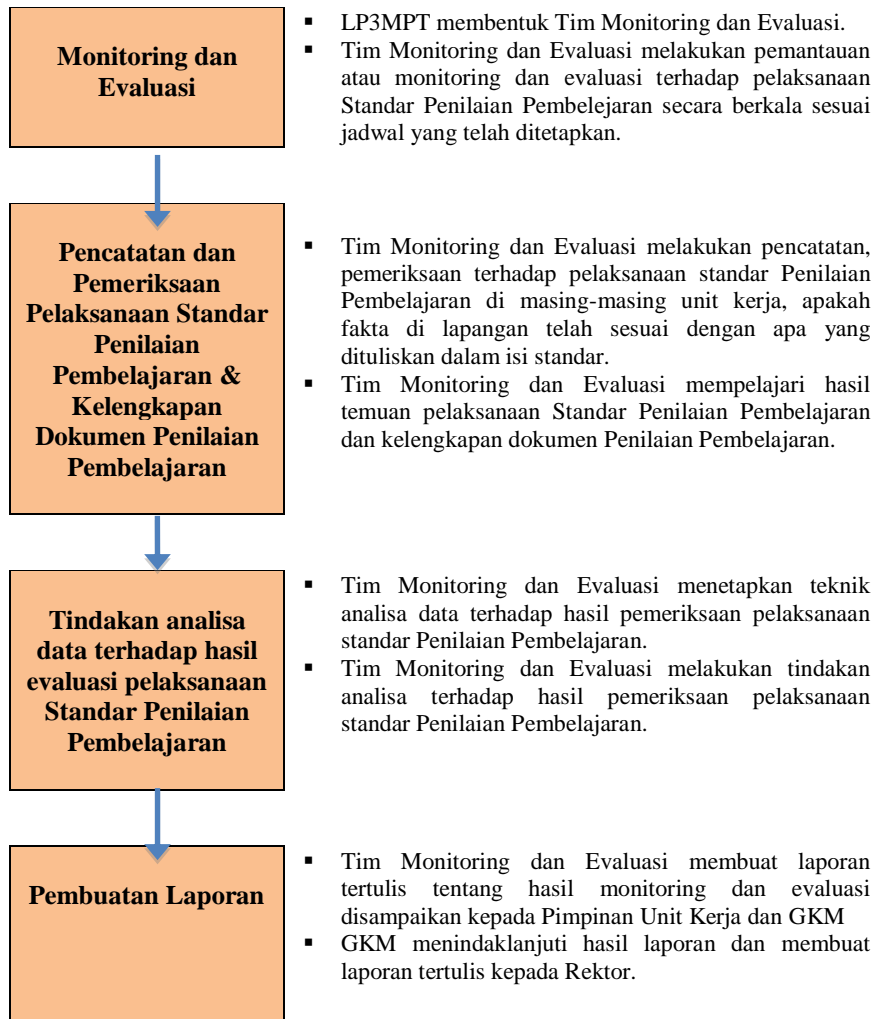 Monitoring dan
Evaluasi
▪ LP3MPT membentuk Tim Monitoring dan Evaluasi.
▪ Tim Monitoring dan Evaluasi melakukan pemantauan
atau monitoring dan evaluasi terhadap pelaksanaan
Standar Penilaian Pembelejaran secara berkala sesuai
jadwal yang telah ditetapkan.
Pencatatan dan
Pemeriksaan
Pelaksanaan Standar
Penilaian
Pembelajaran &
Kelengkapan
Dokumen Penilaian
Pembelajaran
▪ Tim Monitoring dan Evaluasi melakukan pencatatan,
pemeriksaan terhadap pelaksanaan standar Penilaian
Pembelajaran di masing-masing unit kerja, apakah
fakta di lapangan telah sesuai dengan apa yang
dituliskan dalam isi standar.
▪ Tim Monitoring dan Evaluasi mempelajari hasil
temuan pelaksanaan Standar Penilaian Pembelajaran
dan kelengkapan dokumen Penilaian Pembelajaran.
Tindakan analisa
data terhadap hasil
evaluasi pelaksanaan
Standar Penilaian
Pembelajaran
▪ Tim Monitoring dan Evaluasi menetapkan teknik
analisa data terhadap hasil pemeriksaan pelaksanaan
standar Penilaian Pembelajaran.
▪ Tim Monitoring dan Evaluasi melakukan tindakan
analisa terhadap hasil pemeriksaan pelaksanaan
standar Penilaian Pembelajaran.
Pembuatan Laporan
▪ Tim Monitoring dan Evaluasi membuat laporan
tertulis tentang hasil monitoring dan evaluasi
disampaikan kepada Pimpinan Unit Kerja dan GKM
▪ GKM menindaklanjuti hasil laporan dan membuat
laporan tertulis kepada Rektor.